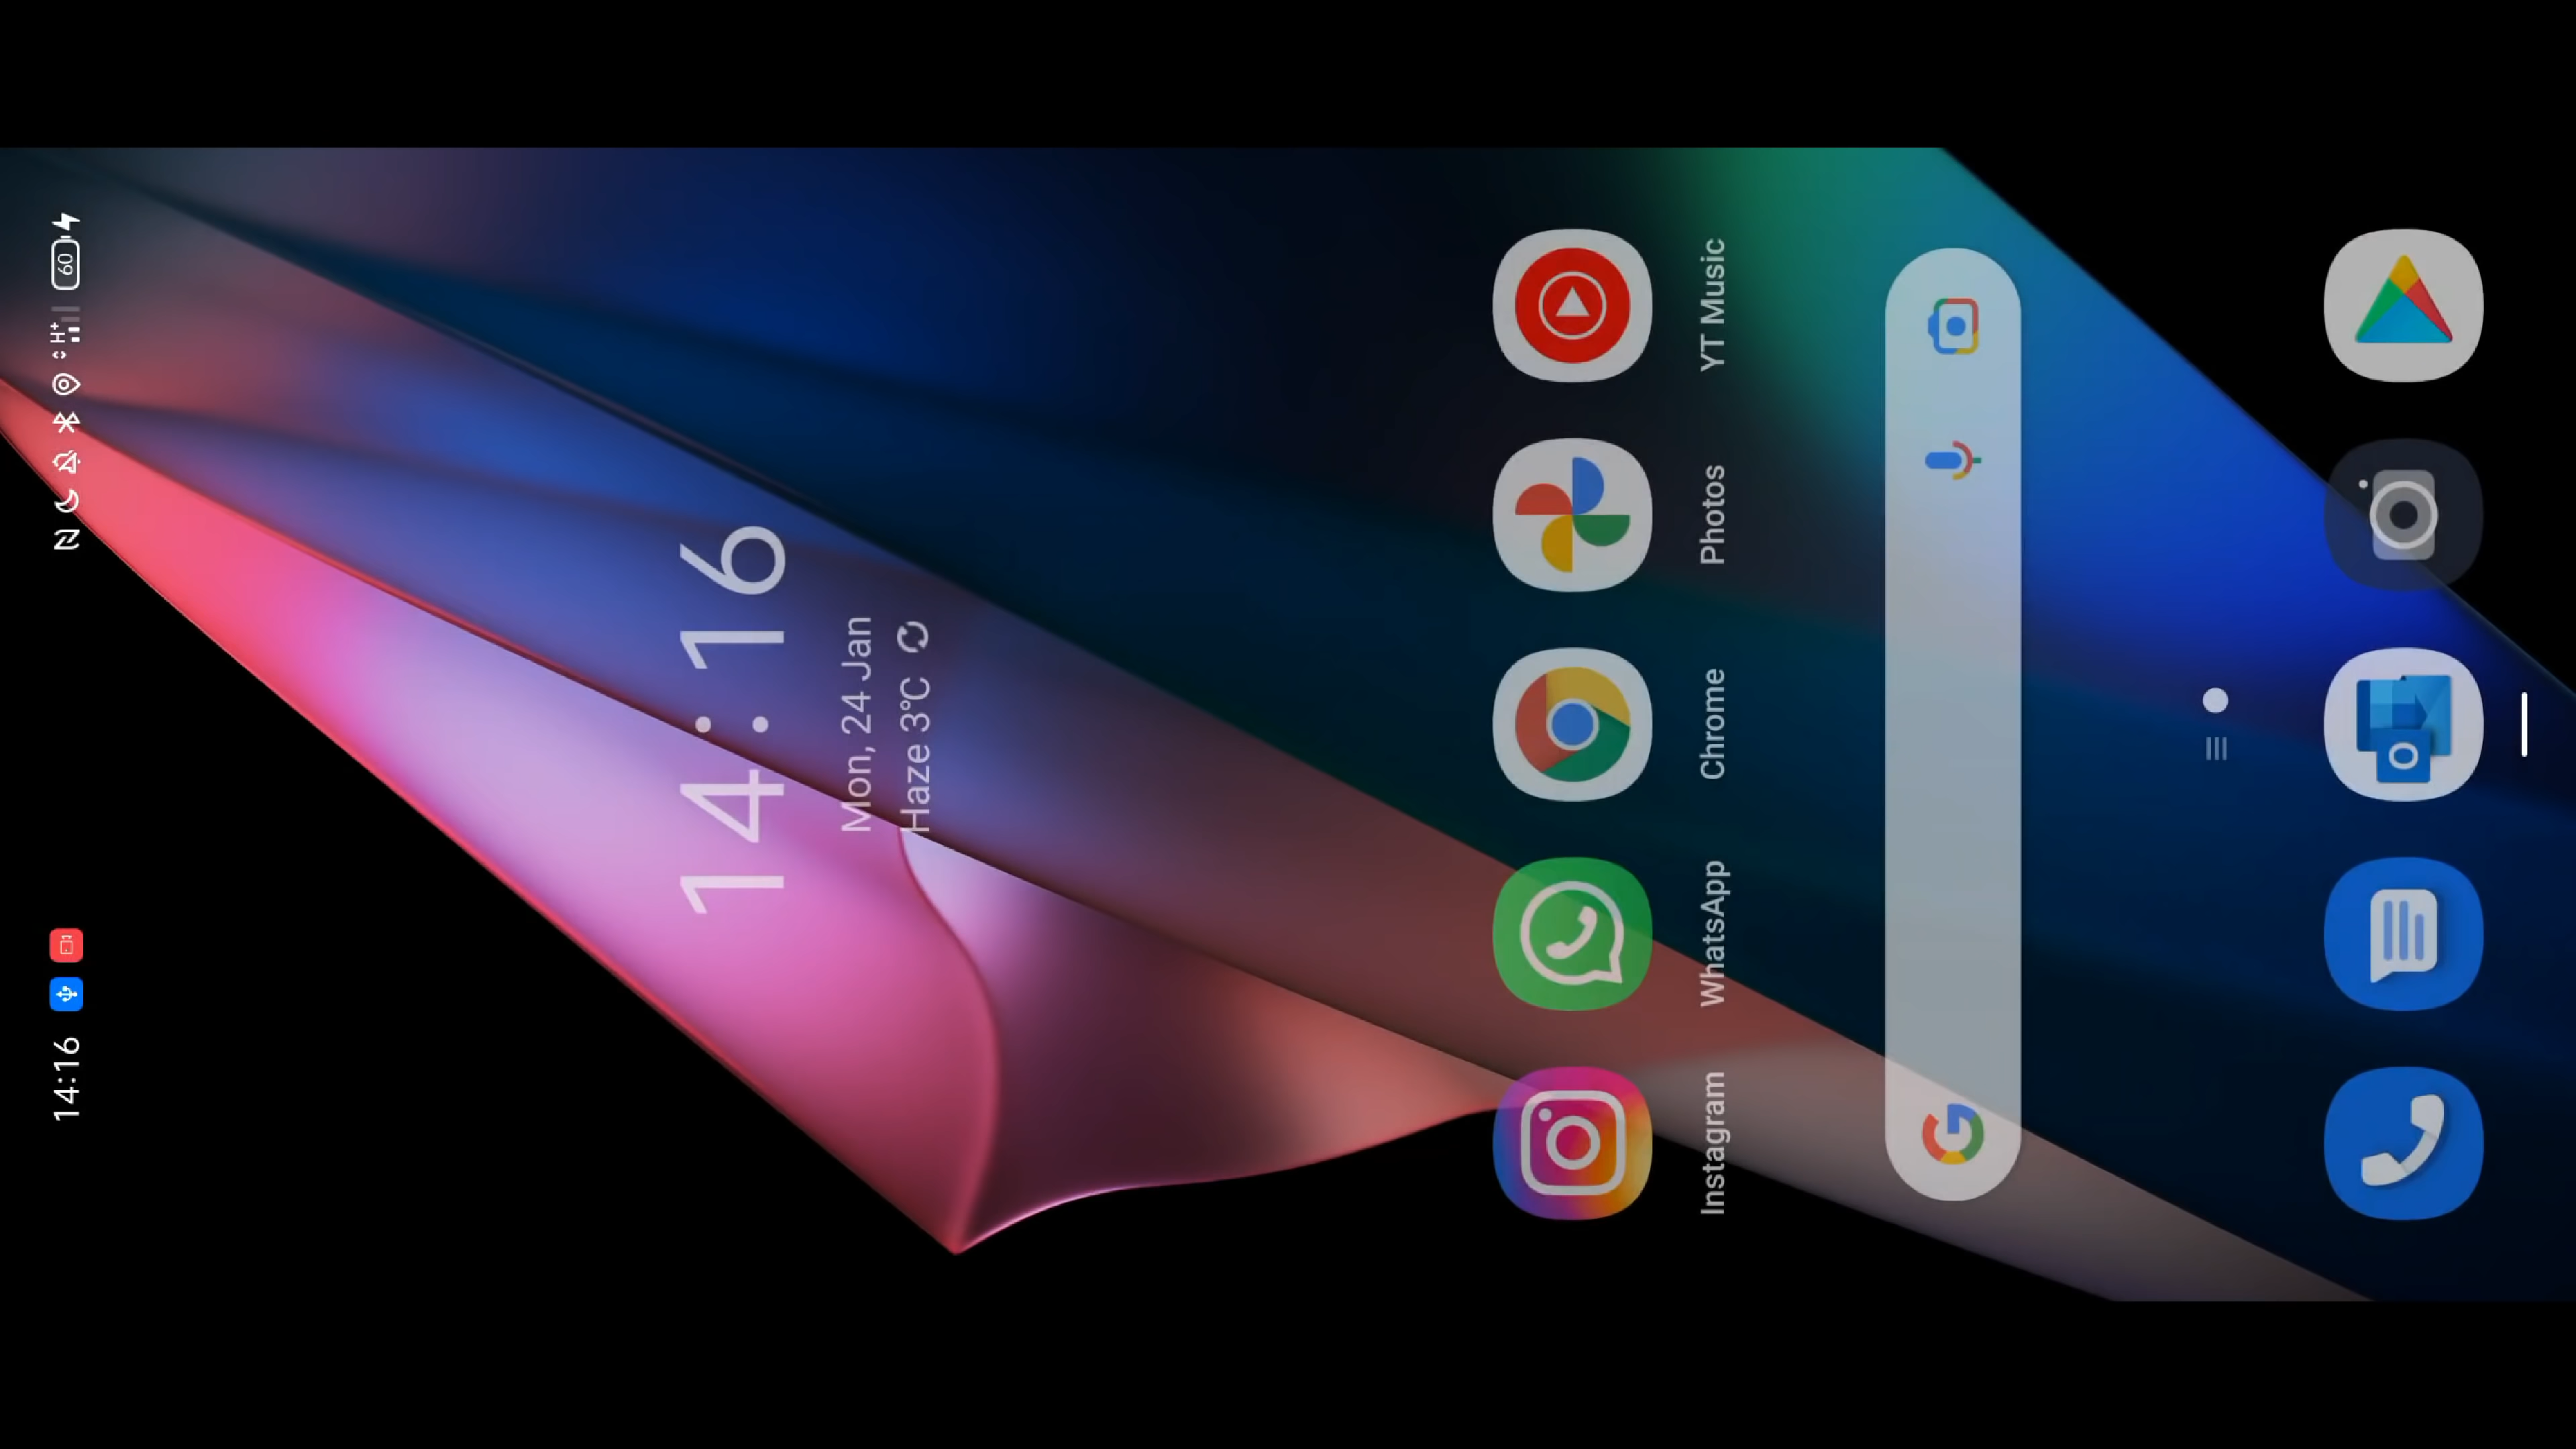 14:16
H+ 60
14:16
Mon, 24 Jan
Haze 3°C
Instagram WhatsApp Chrome Photos YT Music